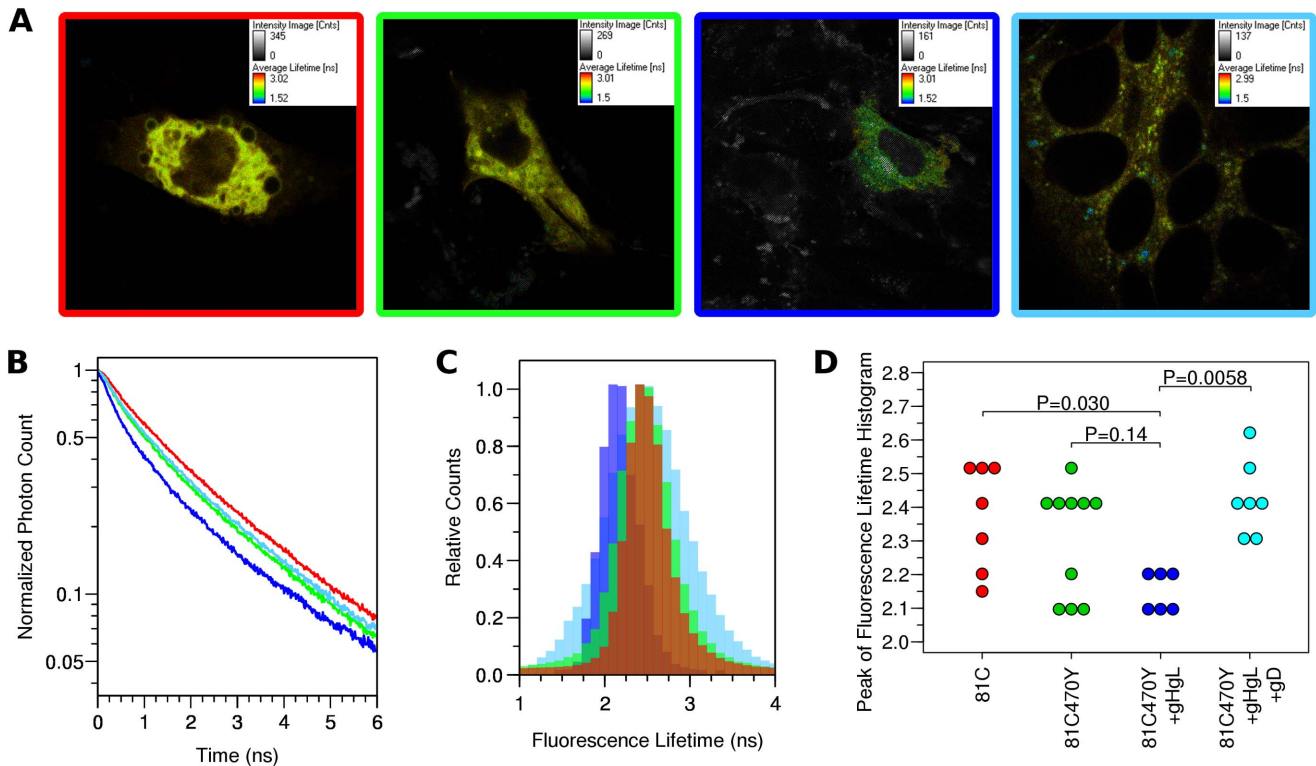 A
Intensity Image [Cnts]
345
0
Average Lifetime [ns]
3.02
1.52
Intensity Image [Cnts]
269
0
Average Lifetime [ns]
3.01
1.5
Intensity Image [Cnts]
161
0
Average Lifetime [ns]
3.01
1.52
Intensity Image [Cnts]
137
0
Average Lifetime [ns]
2.99
1.5
B
Normalized Photon Count
1
0.5
0.1
0.05
0 1 2 3 4 5 6
Time (ns)
C
Relative Counts
1.0
0.8
0.6
0.4
0.2
0.0
1 2 3 4
Fluorescence Lifetime (ns)
D
Peak of Fluorescence Lifetime Histogram
2.8
2.7
2.6
2.5
2.4
2.3
2.2
2.1
2.0
P=0.0058
P=0.030
P=0.14
81C
81C470Y
81C470Y
+gHgL
81C470Y
+gHgL
+gD